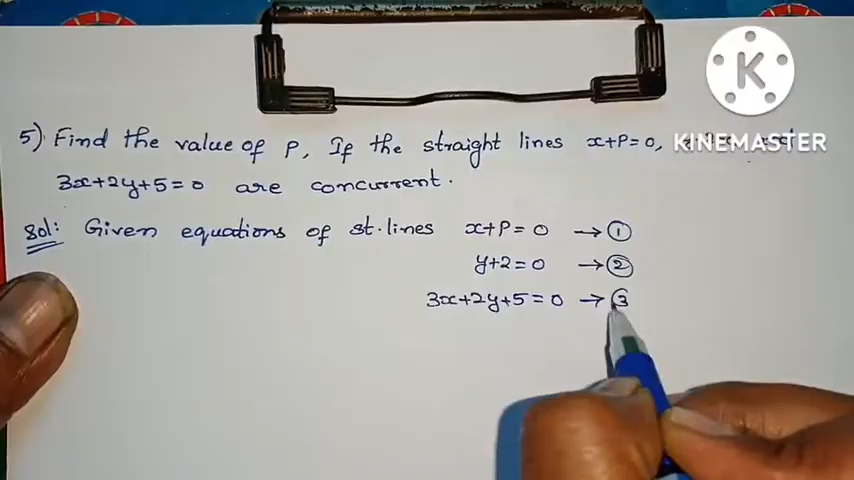 5) Find the value of P, If the straight lines x+P=0,
3x+2y+5=0 are concurrent.
Sol: Given equations of st.lines x+P=0 → ①
y+2=0 → ②
3x+2y+5=0 → ③
K
KINEMASTER